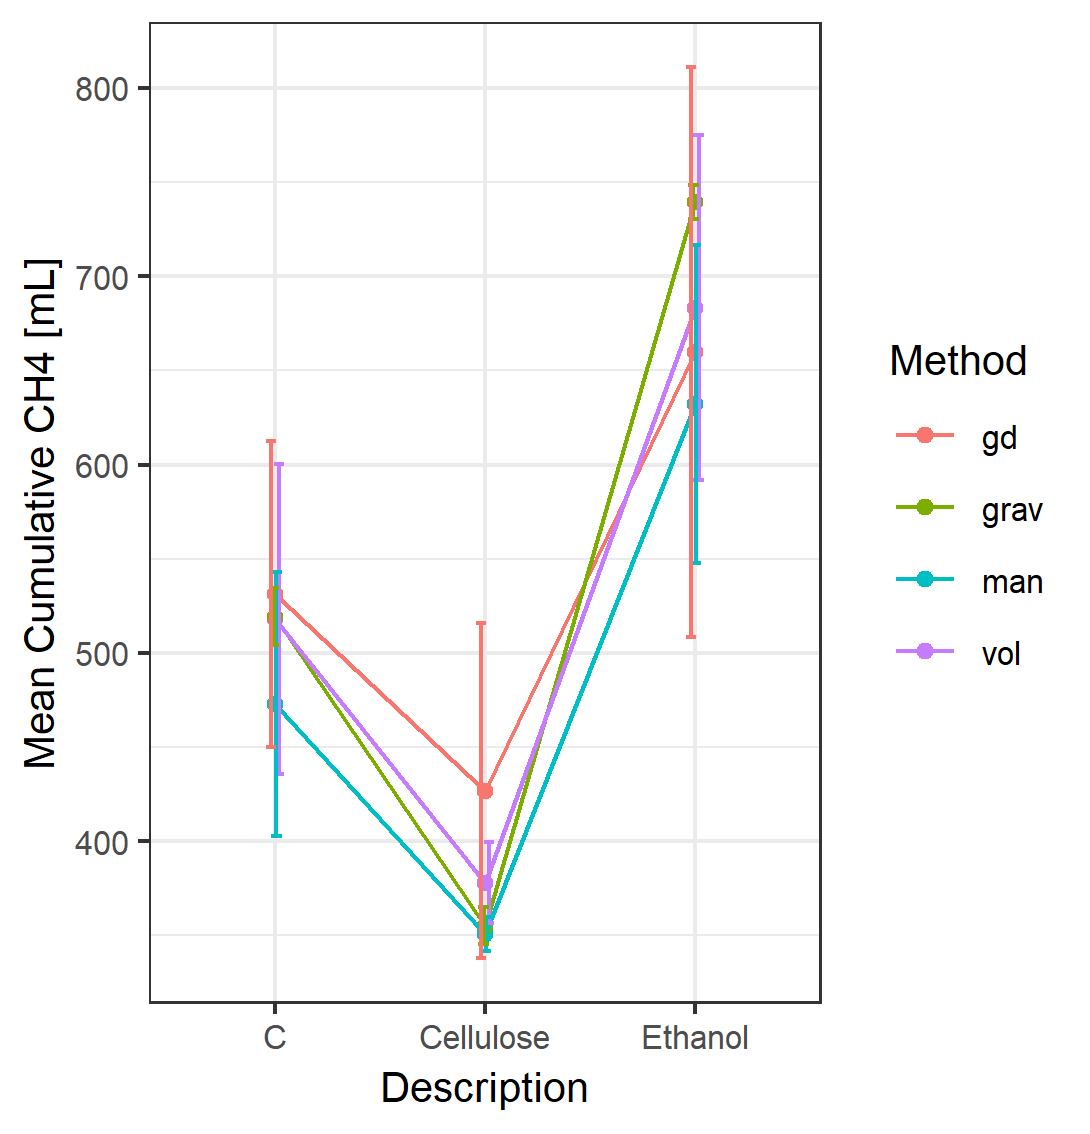 Mean Cumulative CH4 [mL]
800
700
600
500
400
C
Cellulose
Ethanol
Description
Method
gd
grav
man
vol